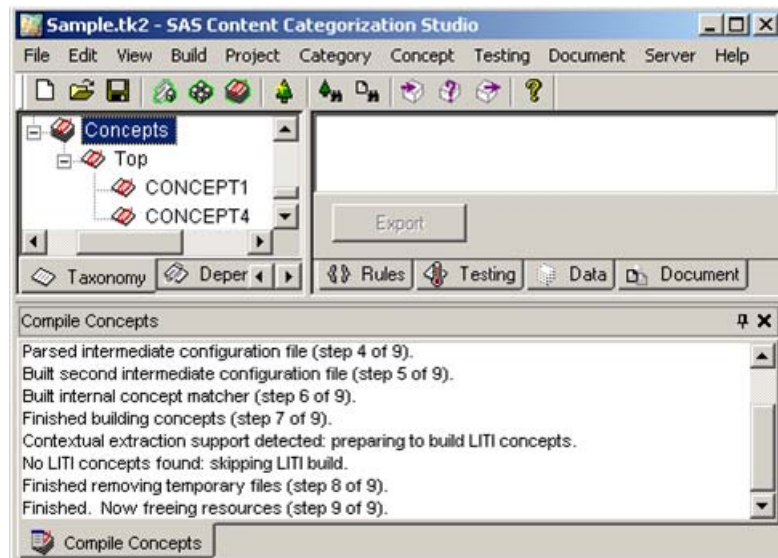 Sample.tk2 - SAS Content Categorization Studio
File Edit View Build Project Category Concept Testing Document Server Help
Concepts
Top
CONCEPT1
CONCEPT4
Taxonomy Deper
Export
Rules Testing Data Document
Compile Concepts
Parsed intermediate configuration file (step 4 of 9).
Built second intermediate configuration file (step 5 of 9).
Built internal concept matcher (step 6 of 9).
Finished building concepts (step 7 of 9).
Contextual extraction support detected: preparing to build LITI concepts.
No LITI concepts found: skipping LITI build.
Finished removing temporary files (step 8 of 9).
Finished. Now freeing resources (step 9 of 9).
Compile Concepts